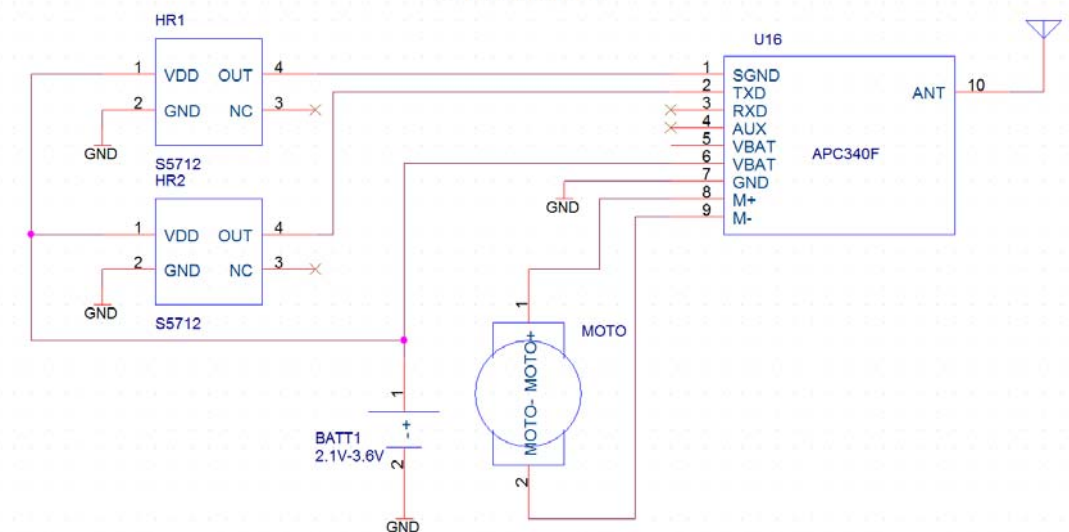 HR1
1 VDD OUT 4
2 GND NC 3
GND
S5712
HR2
1 VDD OUT 4
2 GND NC 3
GND
S5712
U16
1 SGND
2 TXD
3 RXD
4 AUX
5 VBAT
6 VBAT
7 GND
8 M+
9 M-
ANT 10
APC340F
GND
1
MOTO
MOTO- MOTO+
2
1
+
-
BATT1
2.1V-3.6V
2
GND